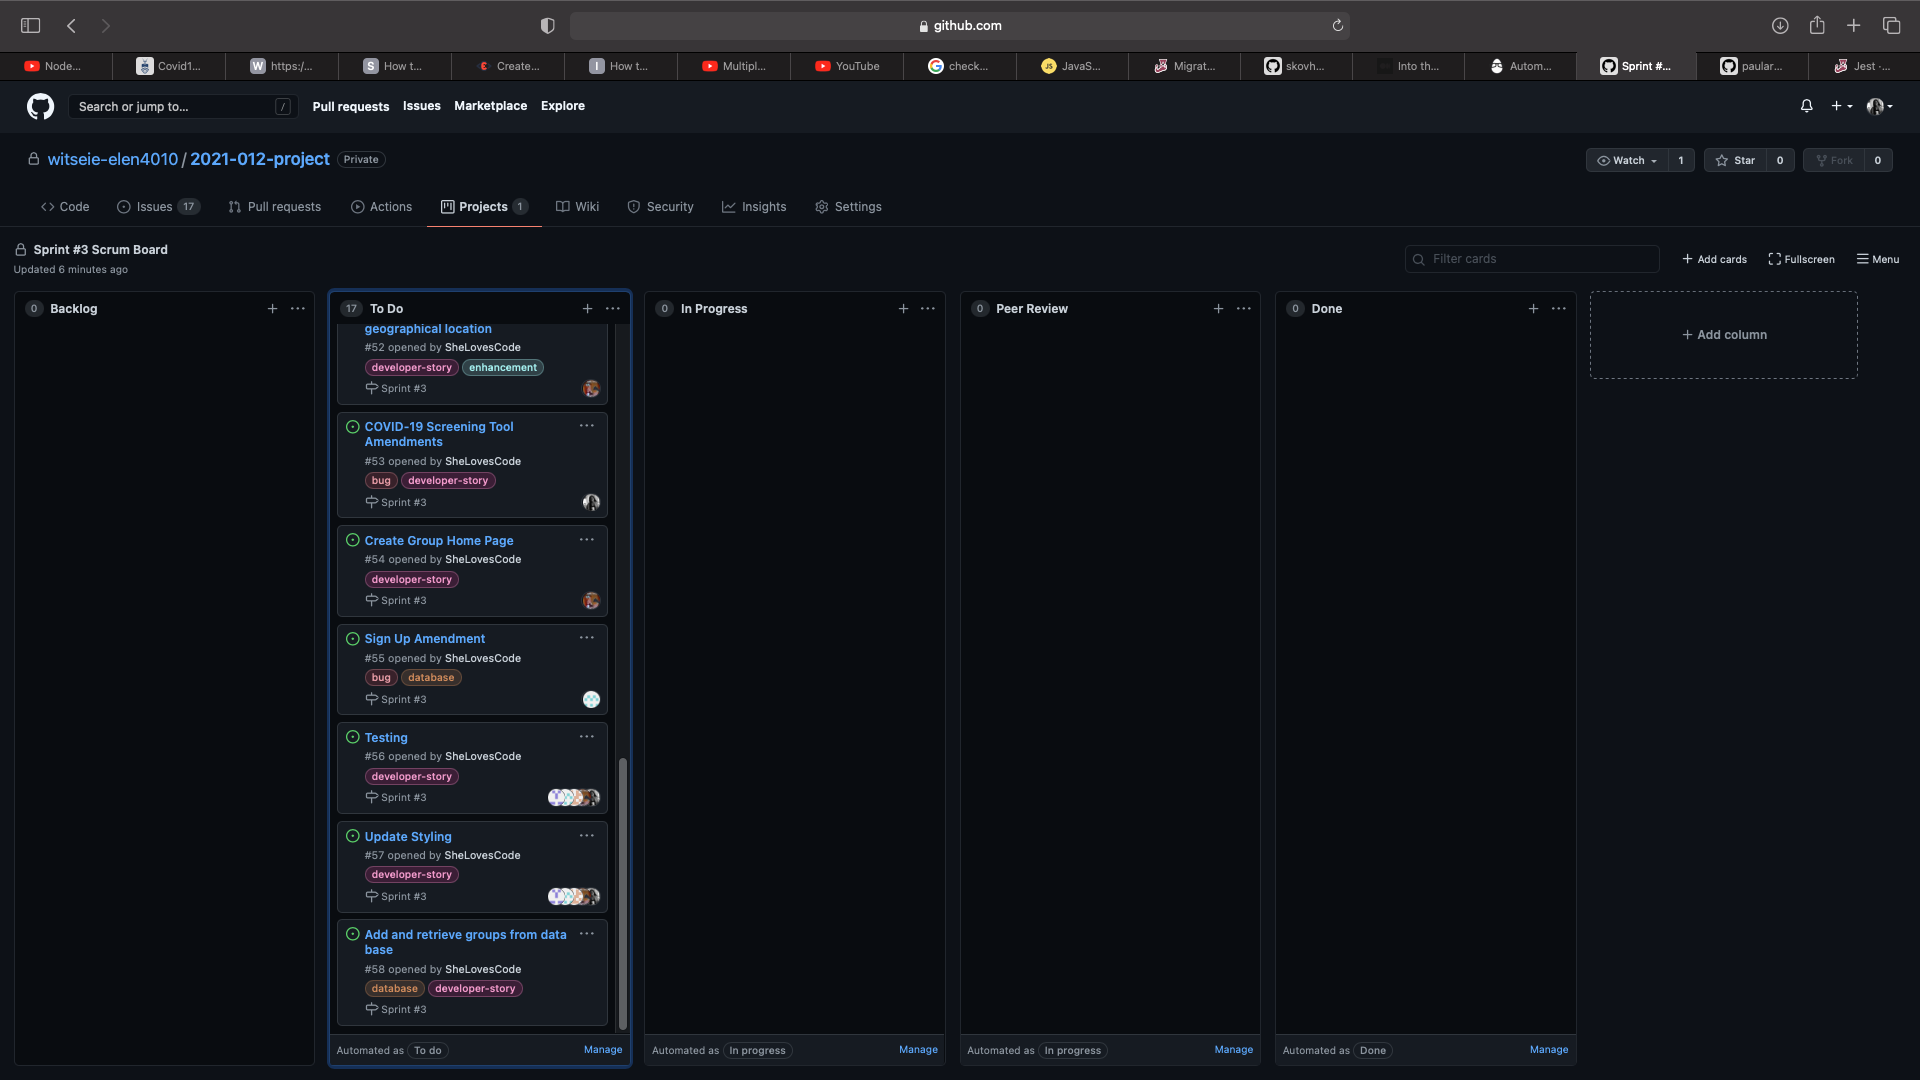 github.com
Node...
Covid1...
https:/...
How t...
Create...
How t...
Multipl...
YouTube
check...
JavaS...
Migrat...
skovh...
Into th...
Autom...
Sprint #...
paular...
Jest ·...
Search or jump to...
/
Pull requests
Issues
Marketplace
Explore
witseie-elen4010 / 2021-012-project
Private
Watch
1
Star
0
Fork
0
Code
Issues 17
Pull requests
Actions
Projects 1
Wiki
Security
Insights
Settings
Sprint #3 Scrum Board
Updated 6 minutes ago
Filter cards
Add cards
Fullscreen
Menu
0 Backlog
17 To Do
geographical location
#52 opened by SheLovesCode
developer-story enhancement
Sprint #3
COVID-19 Screening Tool
Amendments
#53 opened by SheLovesCode
bug developer-story
Sprint #3
Create Group Home Page
#54 opened by SheLovesCode
developer-story
Sprint #3
Sign Up Amendment
#55 opened by SheLovesCode
bug database
Sprint #3
Testing
#56 opened by SheLovesCode
developer-story
Sprint #3
Update Styling
#57 opened by SheLovesCode
developer-story
Sprint #3
Add and retrieve groups from data
base
#58 opened by SheLovesCode
database developer-story
Sprint #3
Automated as To do
Manage
0 In Progress
Automated as In progress
Manage
0 Peer Review
Automated as In progress
Manage
0 Done
Automated as Done
Manage
Add column